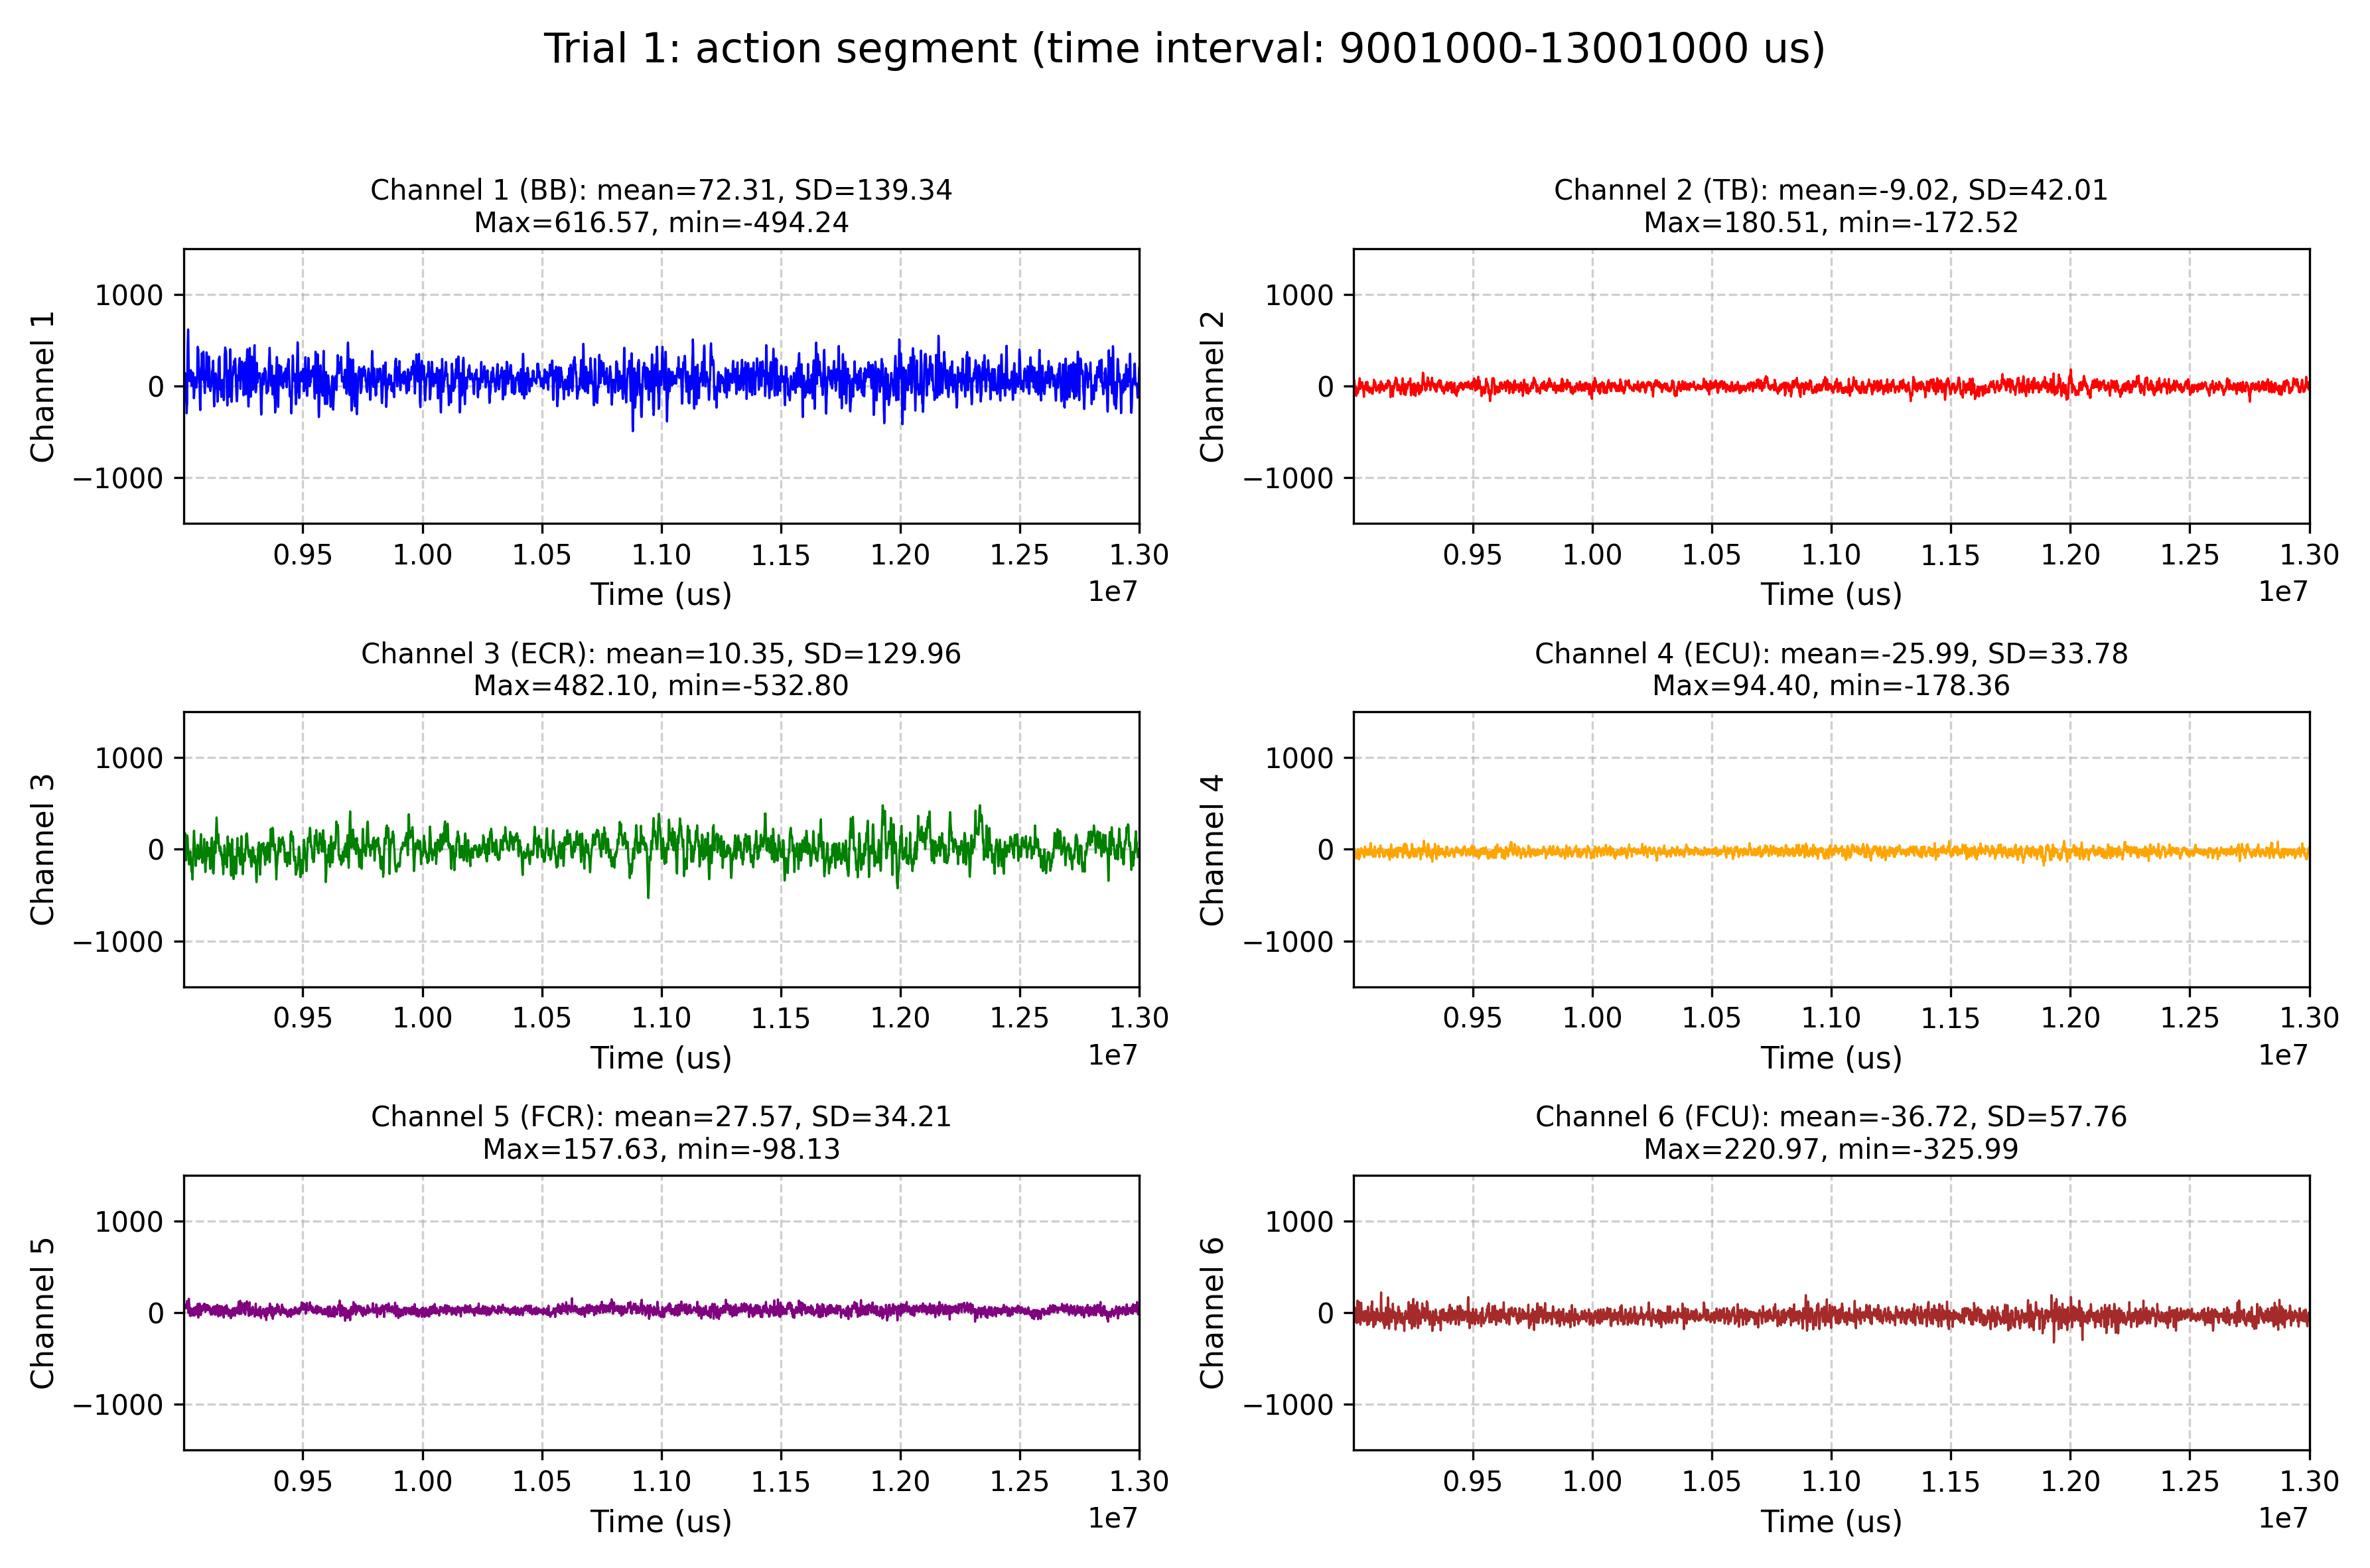 Trial 1: action segment (time interval: 9001000-13001000 us)
Channel 1 (BB): mean=72.31, SD=139.34
Max=616.57, min=-494.24
Channel 1
1000
0
−1000
0.95 1.00 1.05 1.10 1.15 1.20 1.25 1.30
Time (us)
1e7
Channel 2 (TB): mean=-9.02, SD=42.01
Max=180.51, min=-172.52
Channel 2
1000
0
−1000
0.95 1.00 1.05 1.10 1.15 1.20 1.25 1.30
Time (us)
1e7
Channel 3 (ECR): mean=10.35, SD=129.96
Max=482.10, min=-532.80
Channel 3
1000
0
−1000
0.95 1.00 1.05 1.10 1.15 1.20 1.25 1.30
Time (us)
1e7
Channel 4 (ECU): mean=-25.99, SD=33.78
Max=94.40, min=-178.36
Channel 4
1000
0
−1000
0.95 1.00 1.05 1.10 1.15 1.20 1.25 1.30
Time (us)
1e7
Channel 5 (FCR): mean=27.57, SD=34.21
Max=157.63, min=-98.13
Channel 5
1000
0
−1000
0.95 1.00 1.05 1.10 1.15 1.20 1.25 1.30
Time (us)
1e7
Channel 6 (FCU): mean=-36.72, SD=57.76
Max=220.97, min=-325.99
Channel 6
1000
0
−1000
0.95 1.00 1.05 1.10 1.15 1.20 1.25 1.30
Time (us)
1e7